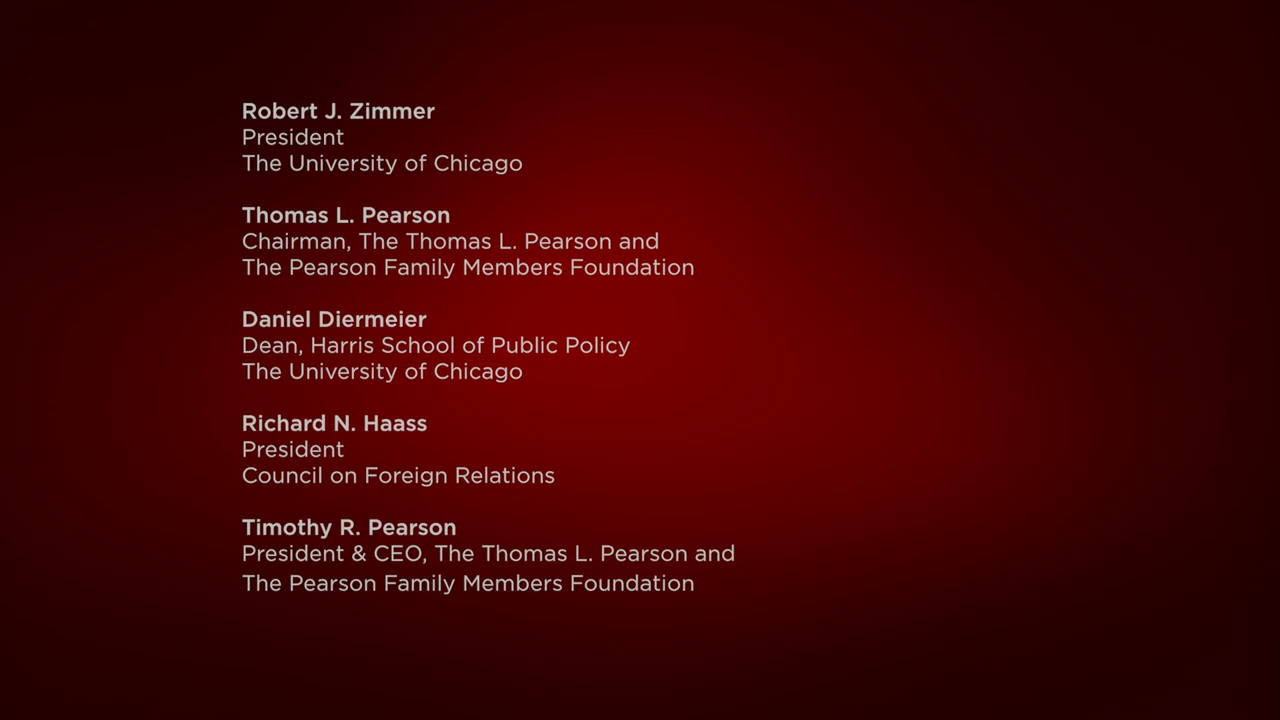 Robert J. Zimmer
President
The University of Chicago
Thomas L. Pearson
Chairman, The Thomas L. Pearson and
The Pearson Family Members Foundation
Daniel Diermeier
Dean, Harris School of Public Policy
The University of Chicago
Richard N. Haass
President
Council on Foreign Relations
Timothy R. Pearson
President & CEO, The Thomas L. Pearson and
The Pearson Family Members Foundation